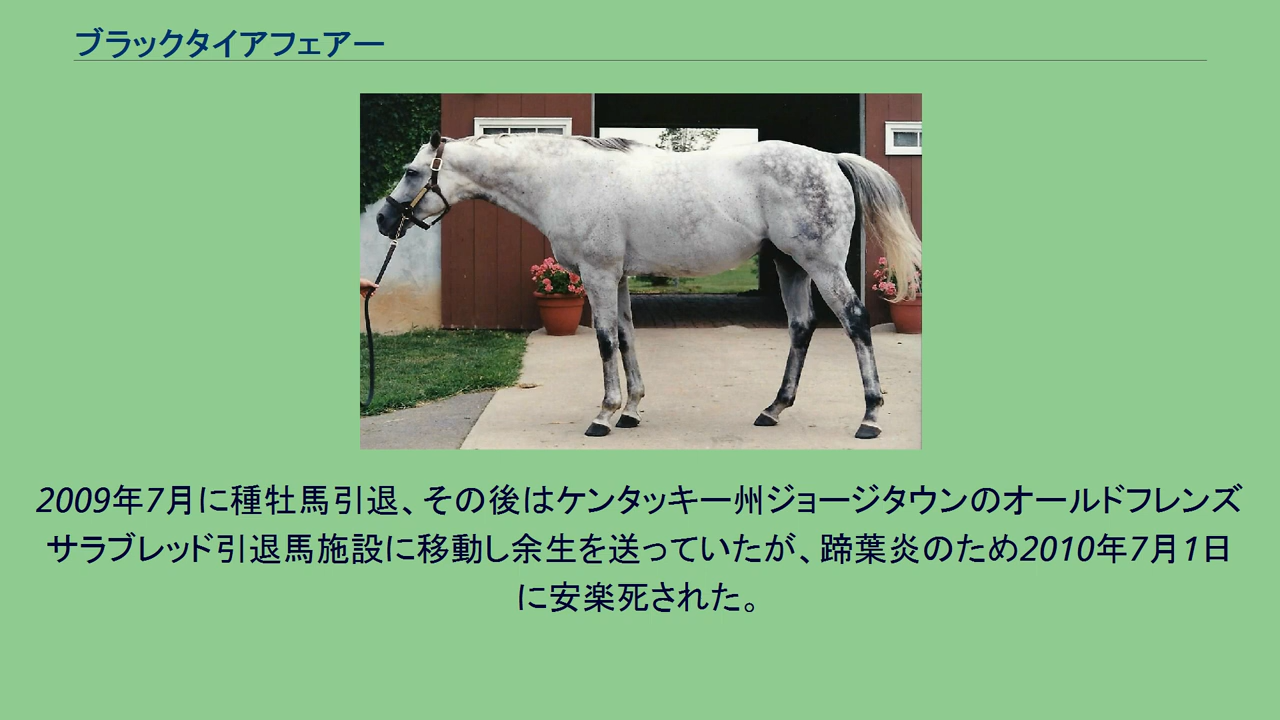 ブラックタイアフェアー
2009年7月に種牡馬引退、その後はケンタッキー州ジョージタウンのオールドフレンズ
サラブレッド引退馬施設に移動し余生を送っていたが、蹄葉炎のため2010年7月1日
に安楽死された。